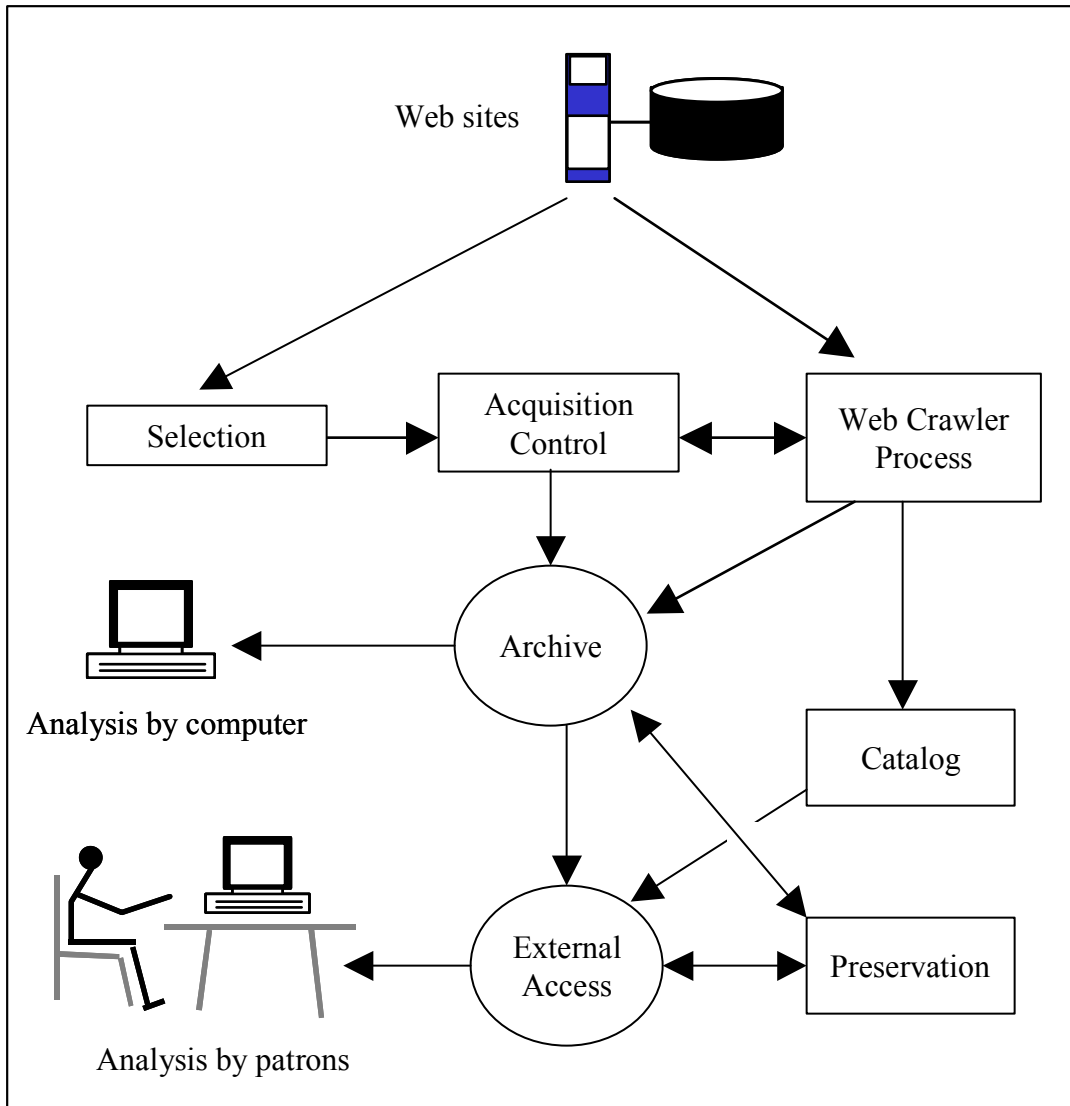 Web sites
Selection
Acquisition
Control
Web Crawler
Process
Archive
Analysis by computer
Catalog
External
Access
Preservation
Analysis by patrons